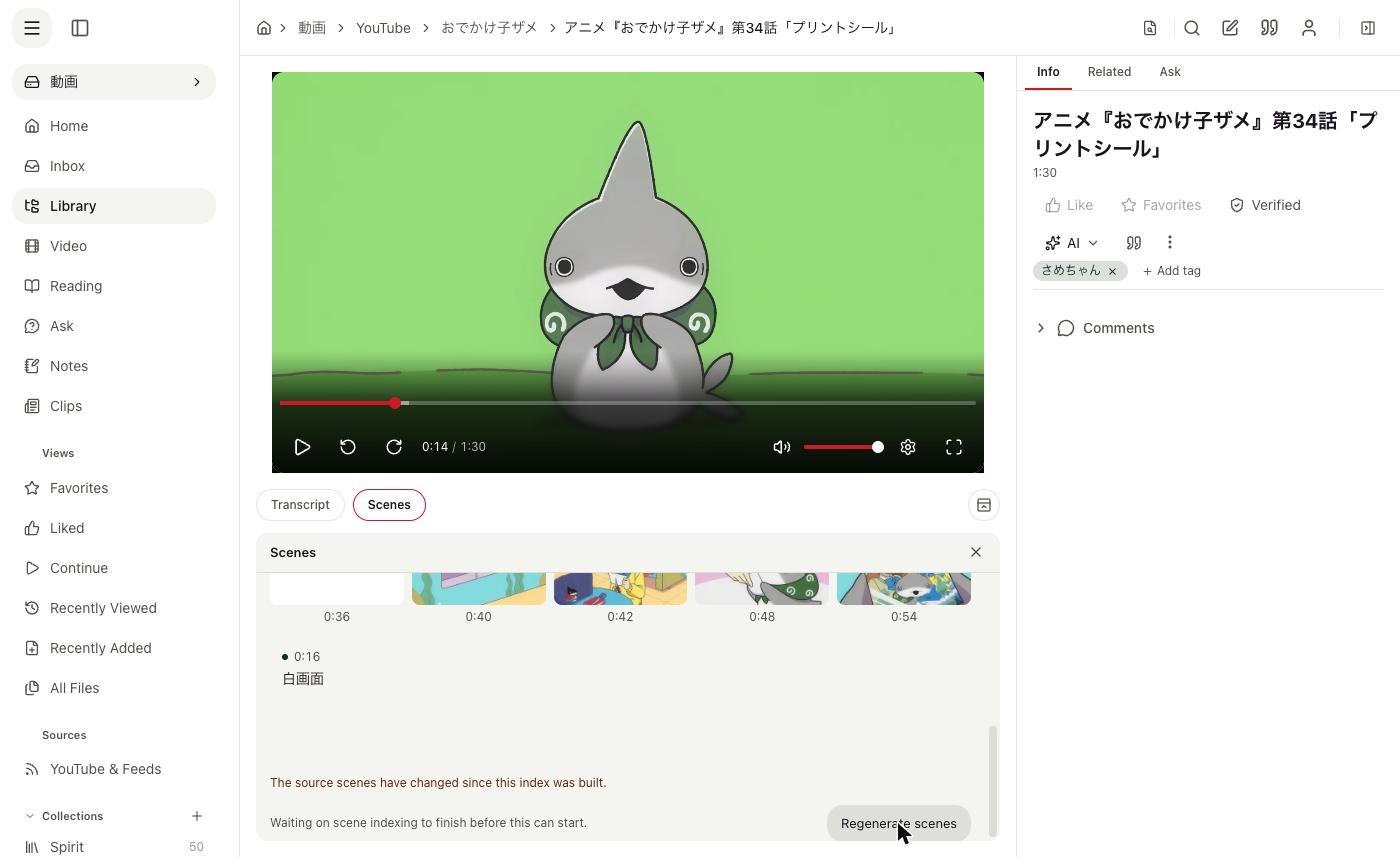 動画
YouTube
おでかけ子ザメ
アニメ『おでかけ子ザメ』第34話「プリントシール」
動画
Home
Inbox
Library
Video
Reading
Ask
Notes
Clips
Views
Favorites
Liked
Continue
Recently Viewed
Recently Added
All Files
Sources
YouTube & Feeds
Collections
Spirit 50
0:14 / 1:30
Transcript
Scenes
Scenes
0:36 0:40 0:42 0:48 0:54
0:16
白画面
The source scenes have changed since this index was built.
Waiting on scene indexing to finish before this can start.
Regenerate scenes
Info Related Ask
アニメ『おでかけ子ザメ』第34話「プ
リントシール」
1:30
Like Favorites Verified
AI
さめちゃん
Add tag
Comments